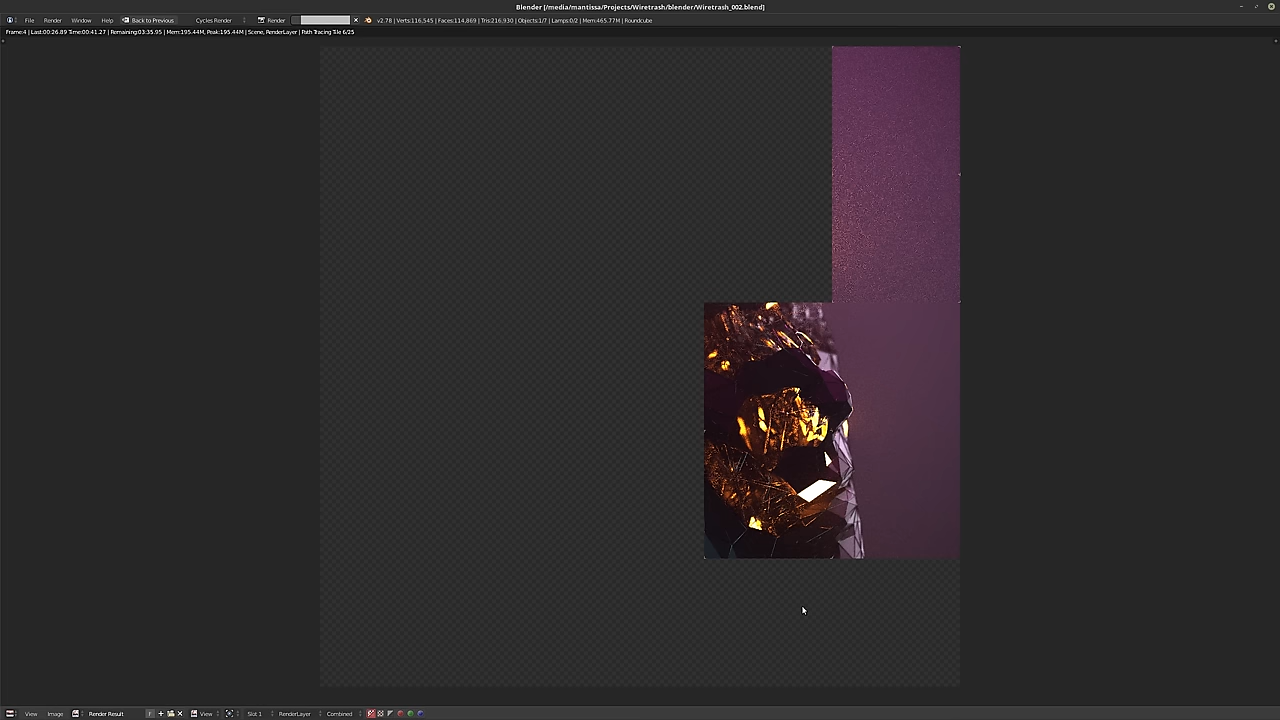 Blender [/media/mantissa/Projects/Wiretrash/blender/Wiretrash_002.blend]
File Render Window Help Back to Previous Cycles Render Render v2.78 | Verts:116,545 | Faces:114,869 | Tris:216,930 | Objects:1/7 | Lamps:0/2 | Mem:465.77M | Roundcube
Frame:4 | Last:00:26.89 Time:00:41.27 | Remaining:03:35.95 | Mem:195.44M, Peak:195.44M | Scene, RenderLayer | Path Tracing Tile 6/25
View Image Render Result F View Slot 1 RenderLayer Combined